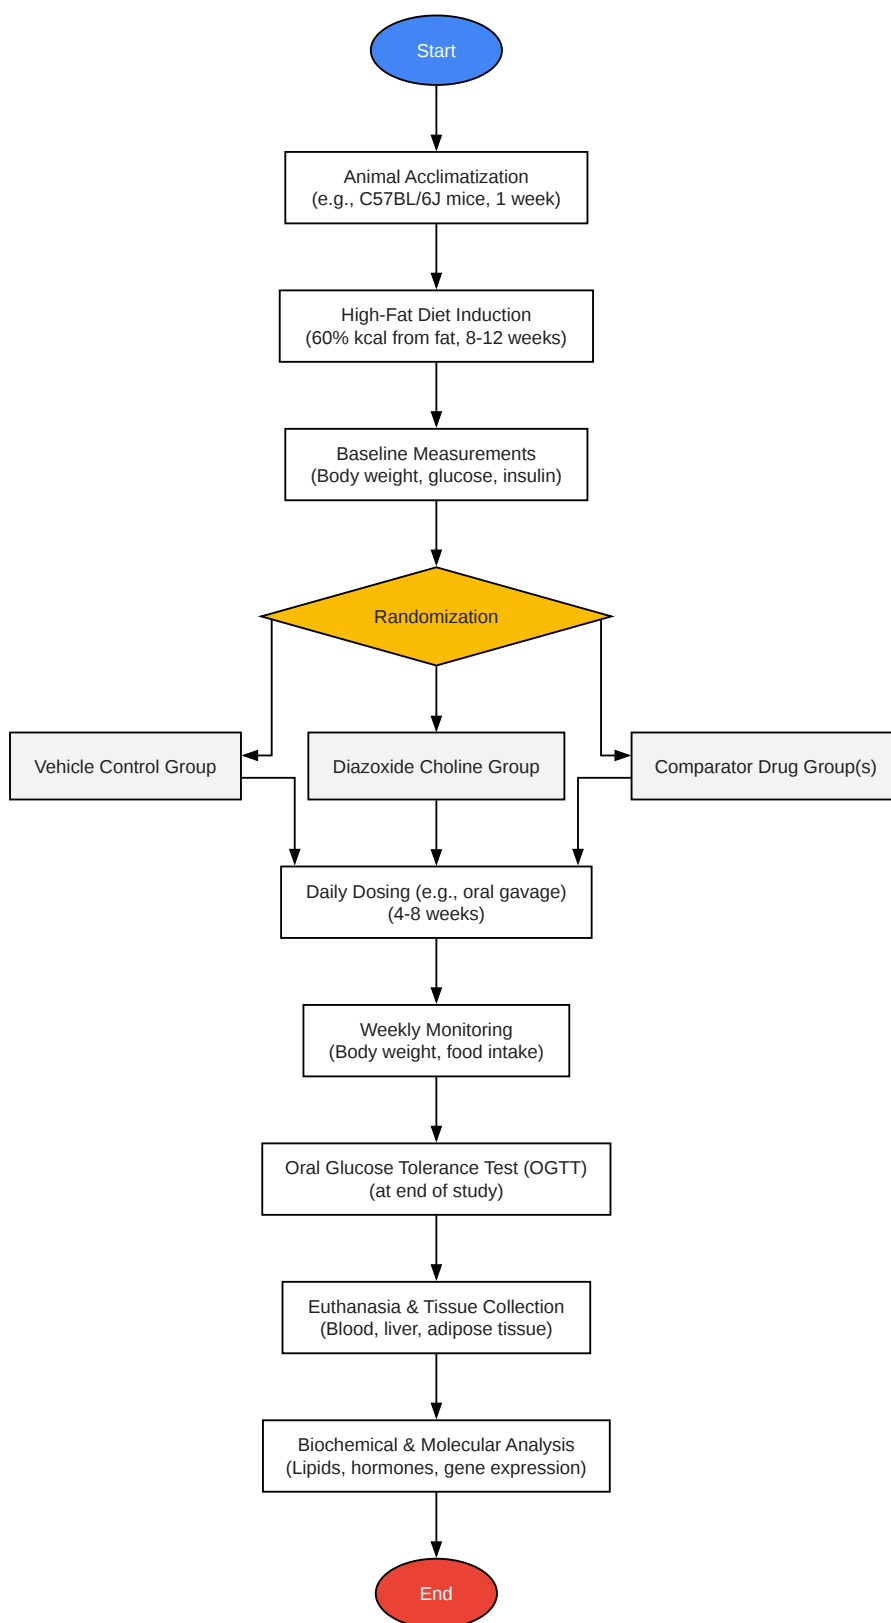 Start
Animal Acclimatization
(e.g., C57BL/6J mice, 1 week)
High-Fat Diet Induction
(60% kcal from fat, 8-12 weeks)
Baseline Measurements
(Body weight, glucose, insulin)
Randomization
Vehicle Control Group
Diazoxide Choline Group
Comparator Drug Group(s)
Daily Dosing (e.g., oral gavage)
(4-8 weeks)
Weekly Monitoring
(Body weight, food intake)
Oral Glucose Tolerance Test (OGTT)
(at end of study)
Euthanasia & Tissue Collection
(Blood, liver, adipose tissue)
Biochemical & Molecular Analysis
(Lipids, hormones, gene expression)
End